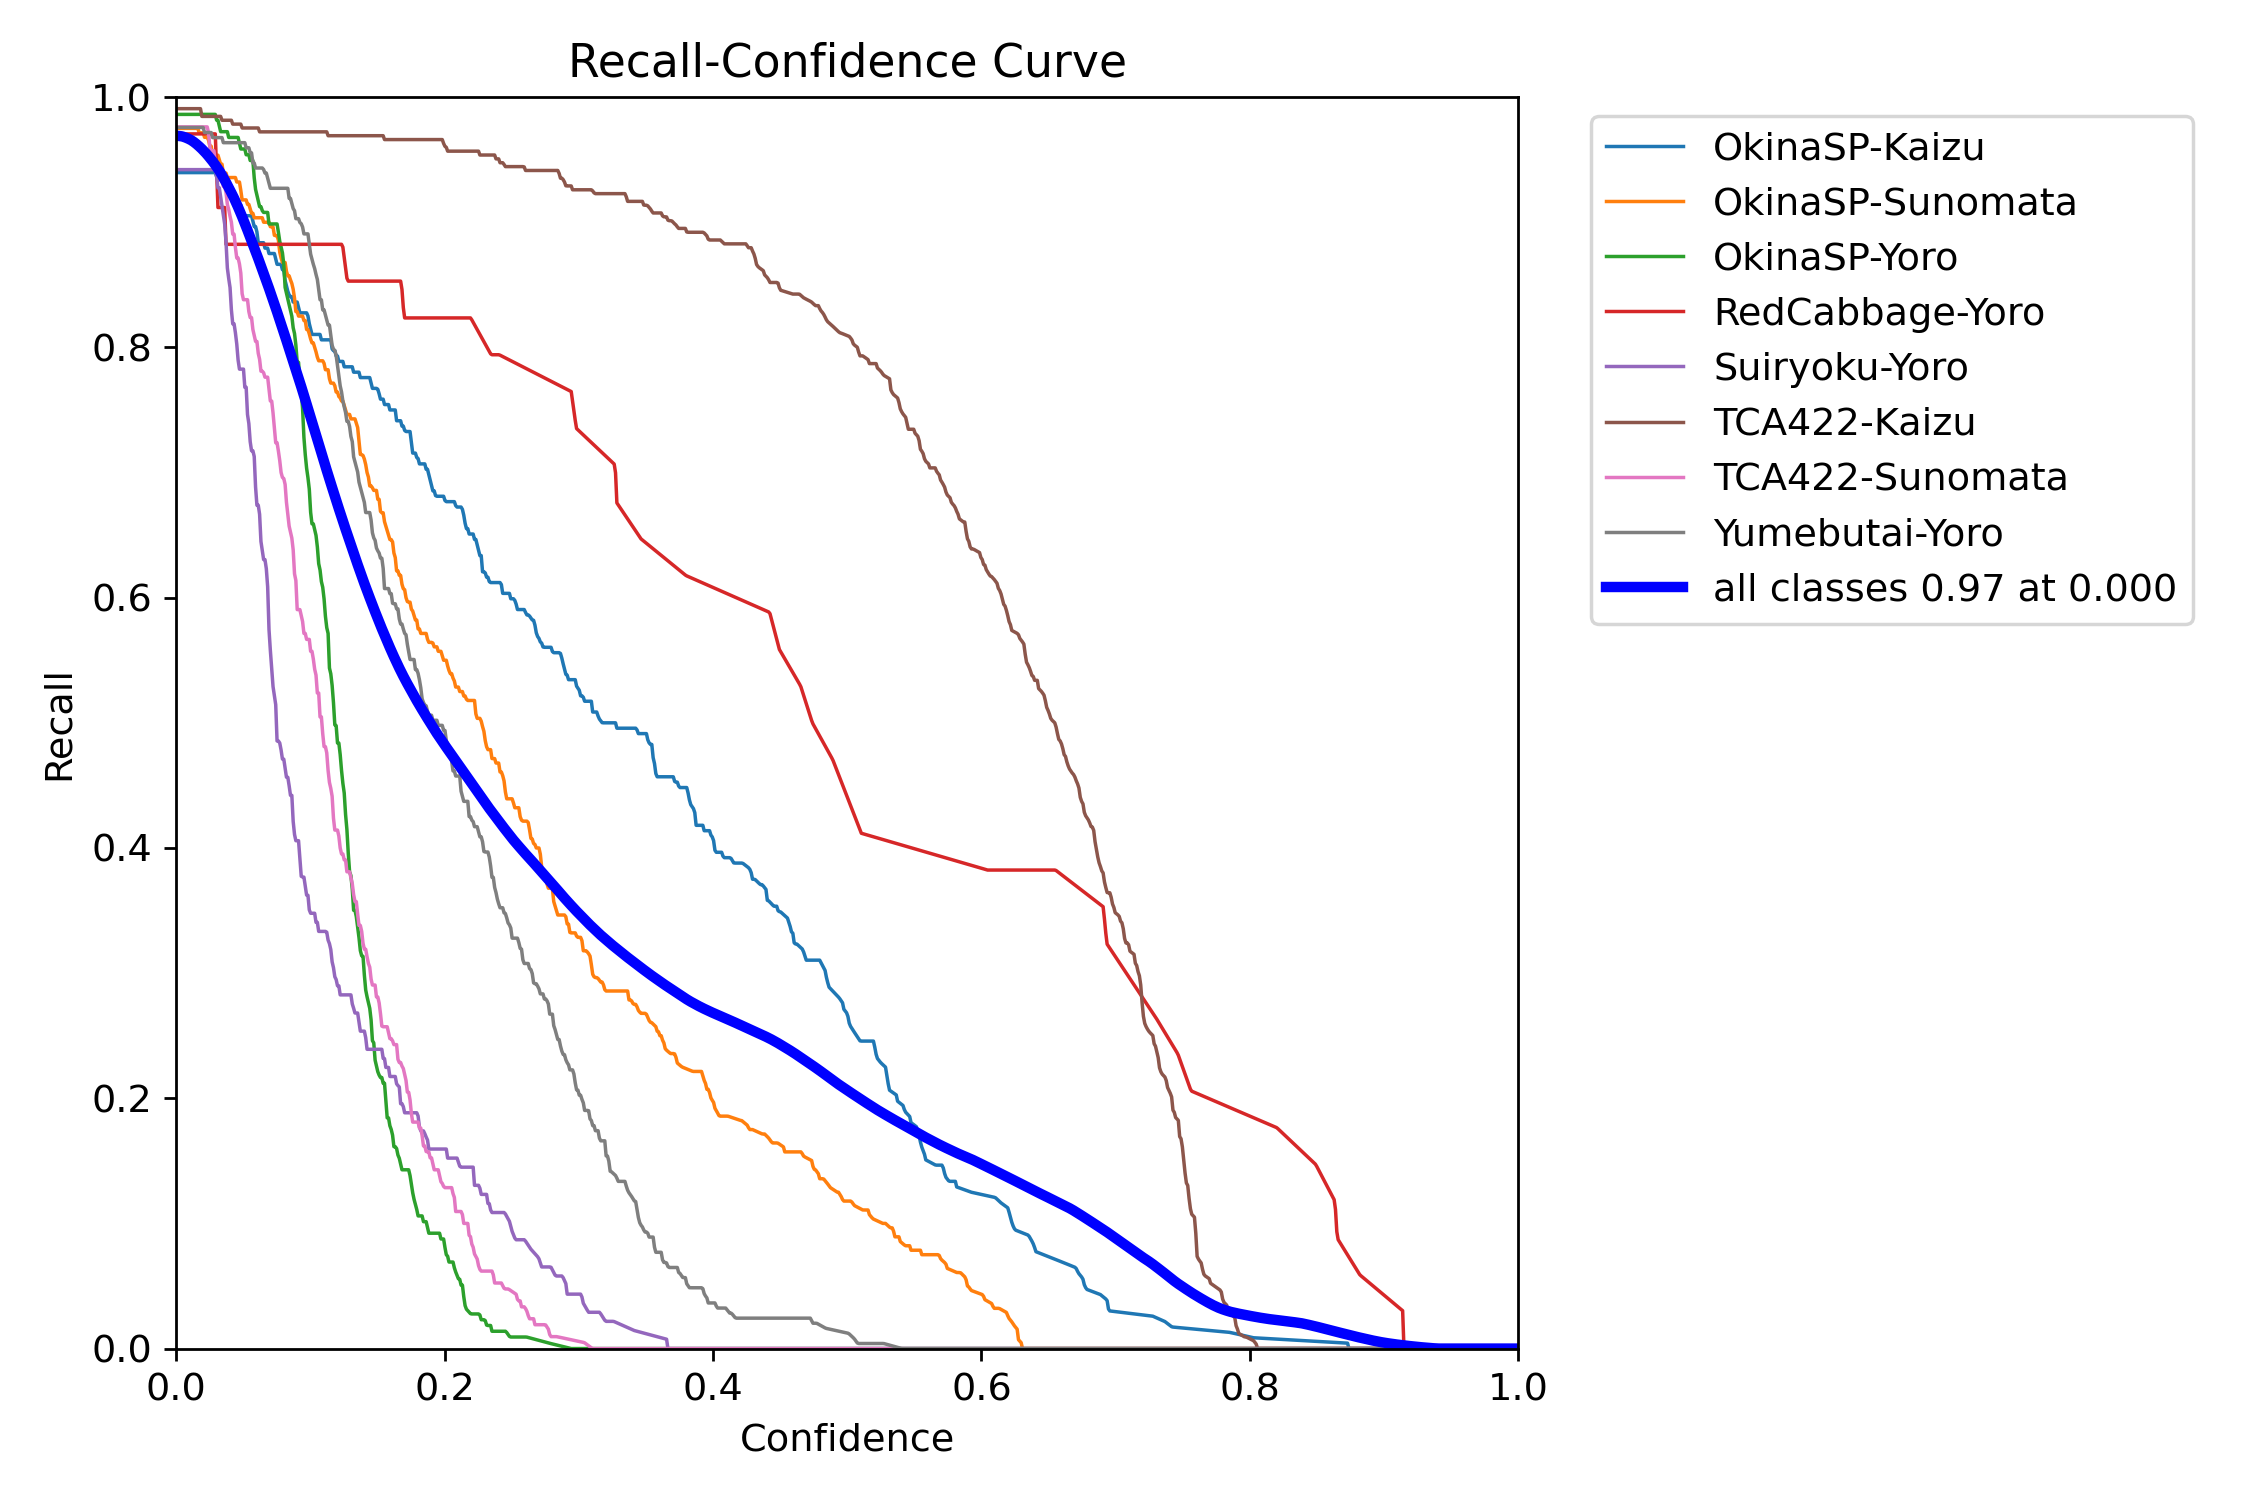 Recall-Confidence Curve
1.0
0.8
0.6
0.4
0.2
0.0
Recall
0.0 0.2 0.4 0.6 0.8 1.0
Confidence
OkinaSP-Kaizu
OkinaSP-Sunomata
OkinaSP-Yoro
RedCabbage-Yoro
Suiryoku-Yoro
TCA422-Kaizu
TCA422-Sunomata
Yumebutai-Yoro
all classes 0.97 at 0.000